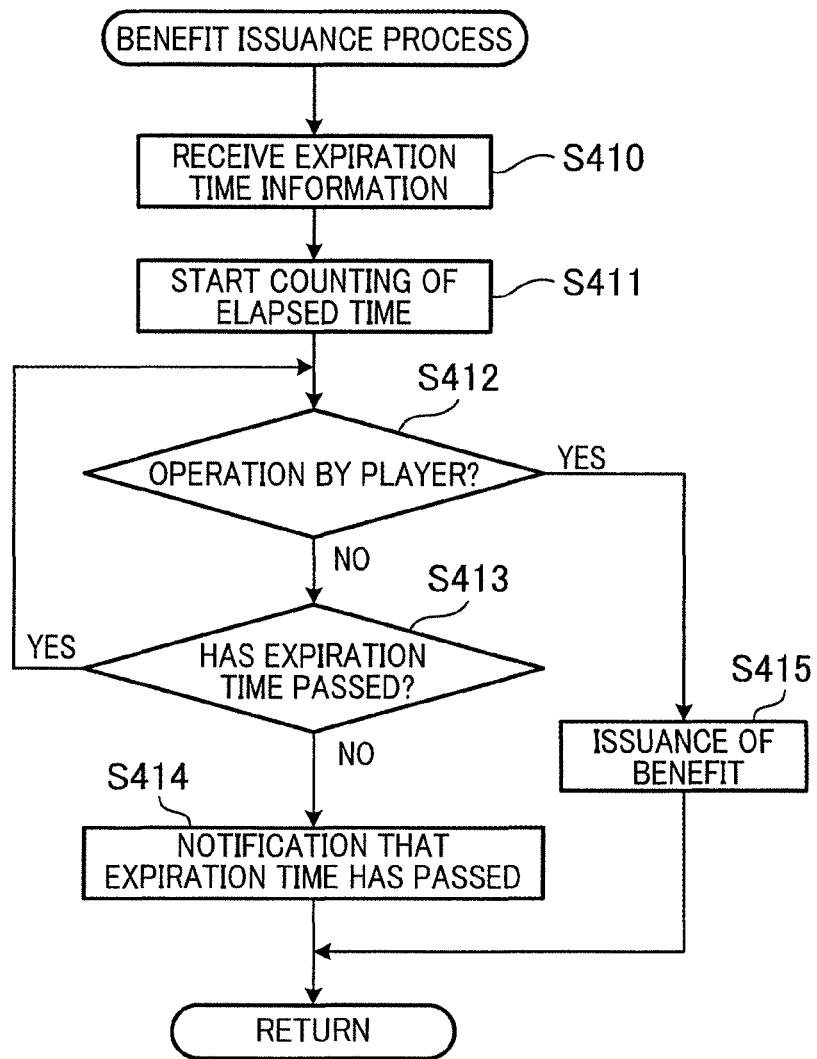 BENEFIT ISSUANCE PROCESS
RECEIVE EXPIRATION
TIME INFORMATION
S410
START COUNTING OF
ELAPSED TIME
S411
S412
OPERATION BY PLAYER?
YES
NO
S413
YES
HAS EXPIRATION
TIME PASSED?
NO
S415
ISSUANCE OF
BENEFIT
S414
NOTIFICATION THAT
EXPIRATION TIME HAS PASSED
RETURN